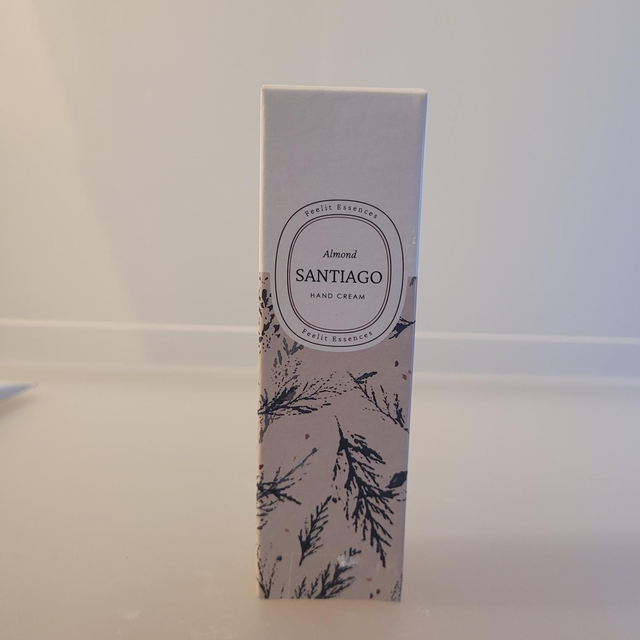 Feelit Essences
Almond
SANTIAGO
HAND CREAM
Feelit Essences